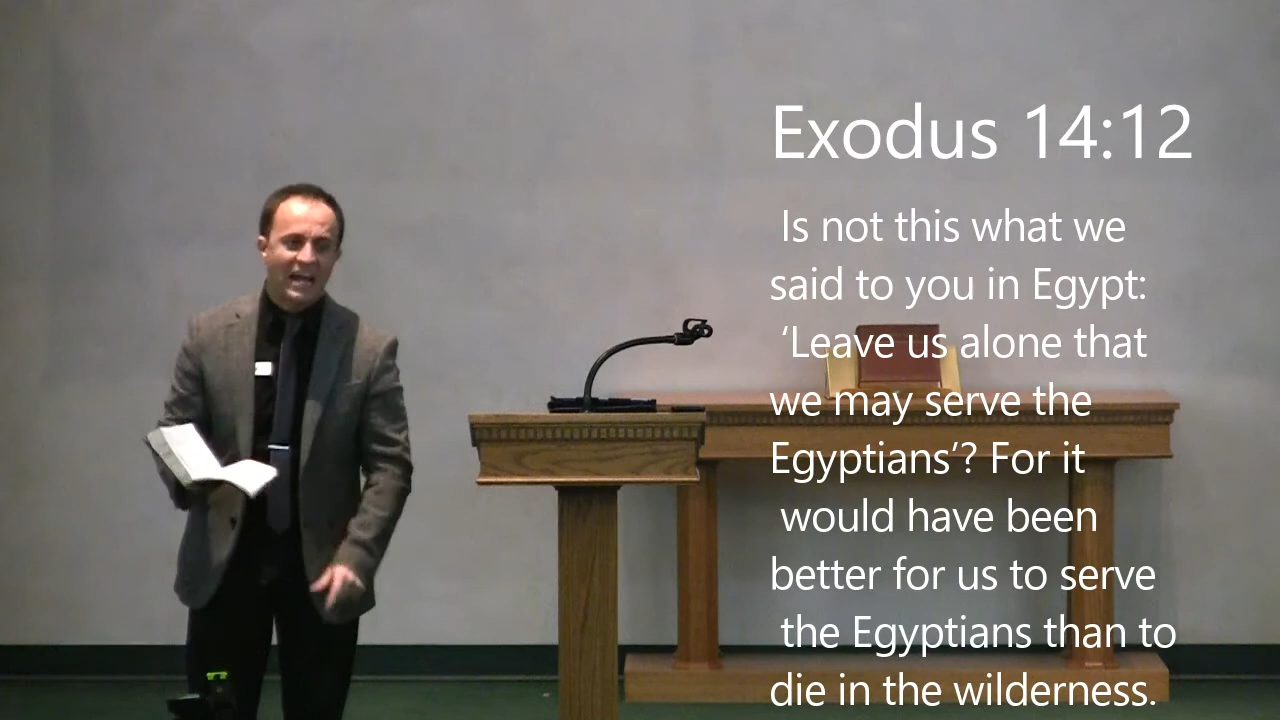 Exodus 14:12
Is not this what we
said to you in Egypt:
‘Leave us alone that
we may serve the
Egyptians’? For it
would have been
better for us to serve
the Egyptians than to
die in the wilderness.